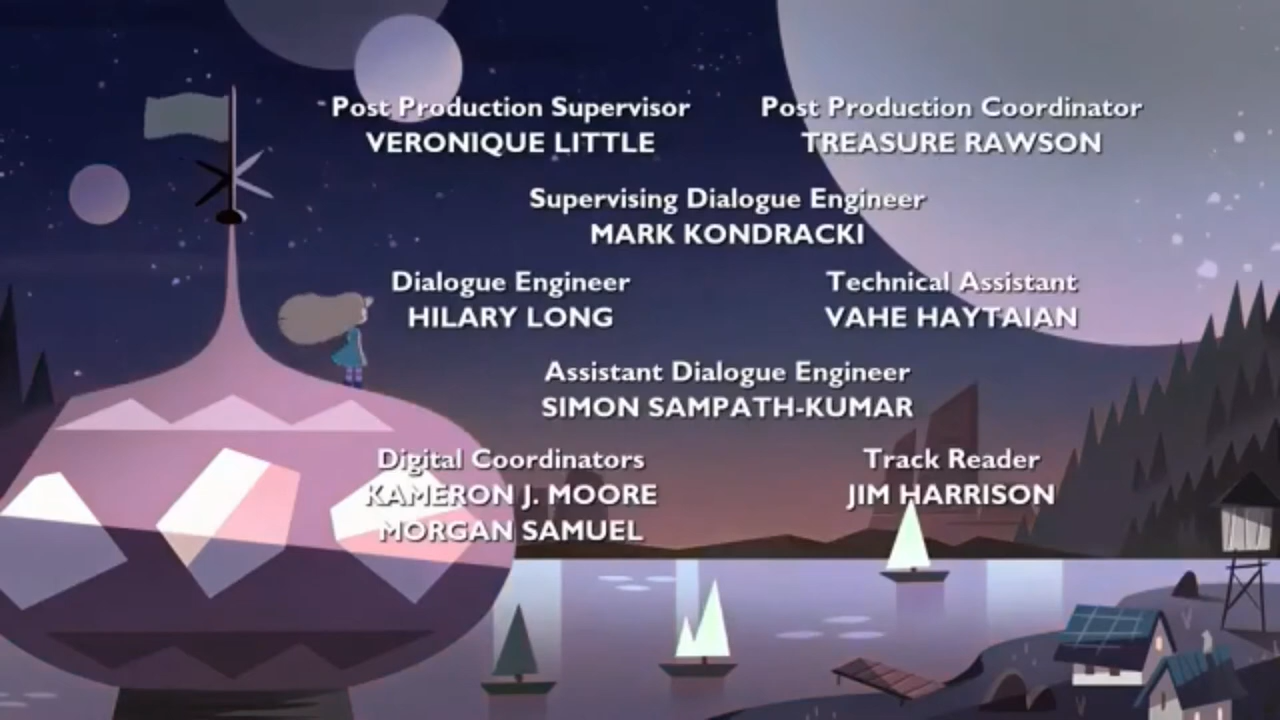 Post Production Supervisor
VERONIQUE LITTLE
Post Production Coordinator
TREASURE RAWSON
Supervising Dialogue Engineer
MARK KONDRACKI
Dialogue Engineer
HILARY LONG
Technical Assistant
VAHE HAYTAIAN
Assistant Dialogue Engineer
SIMON SAMPATH-KUMAR
Digital Coordinators
KAMERON J. MOORE
MORGAN SAMUEL
Track Reader
JIM HARRISON